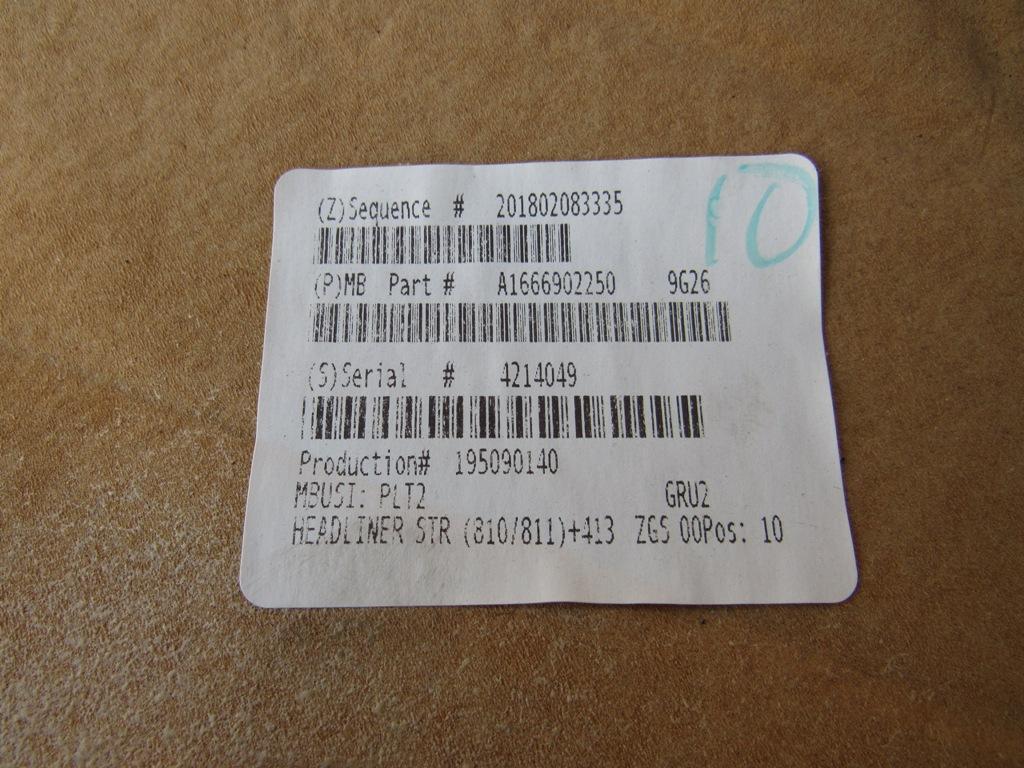 10
(Z)Sequence # 201802083335
(P)MB Part # A1666902250 9G26
(S)Serial # 4214049
Production# 195090140
MBUSI: PLT2 GRU2
HEADLINER STR (810/811)+413 ZGS 00Pos: 10